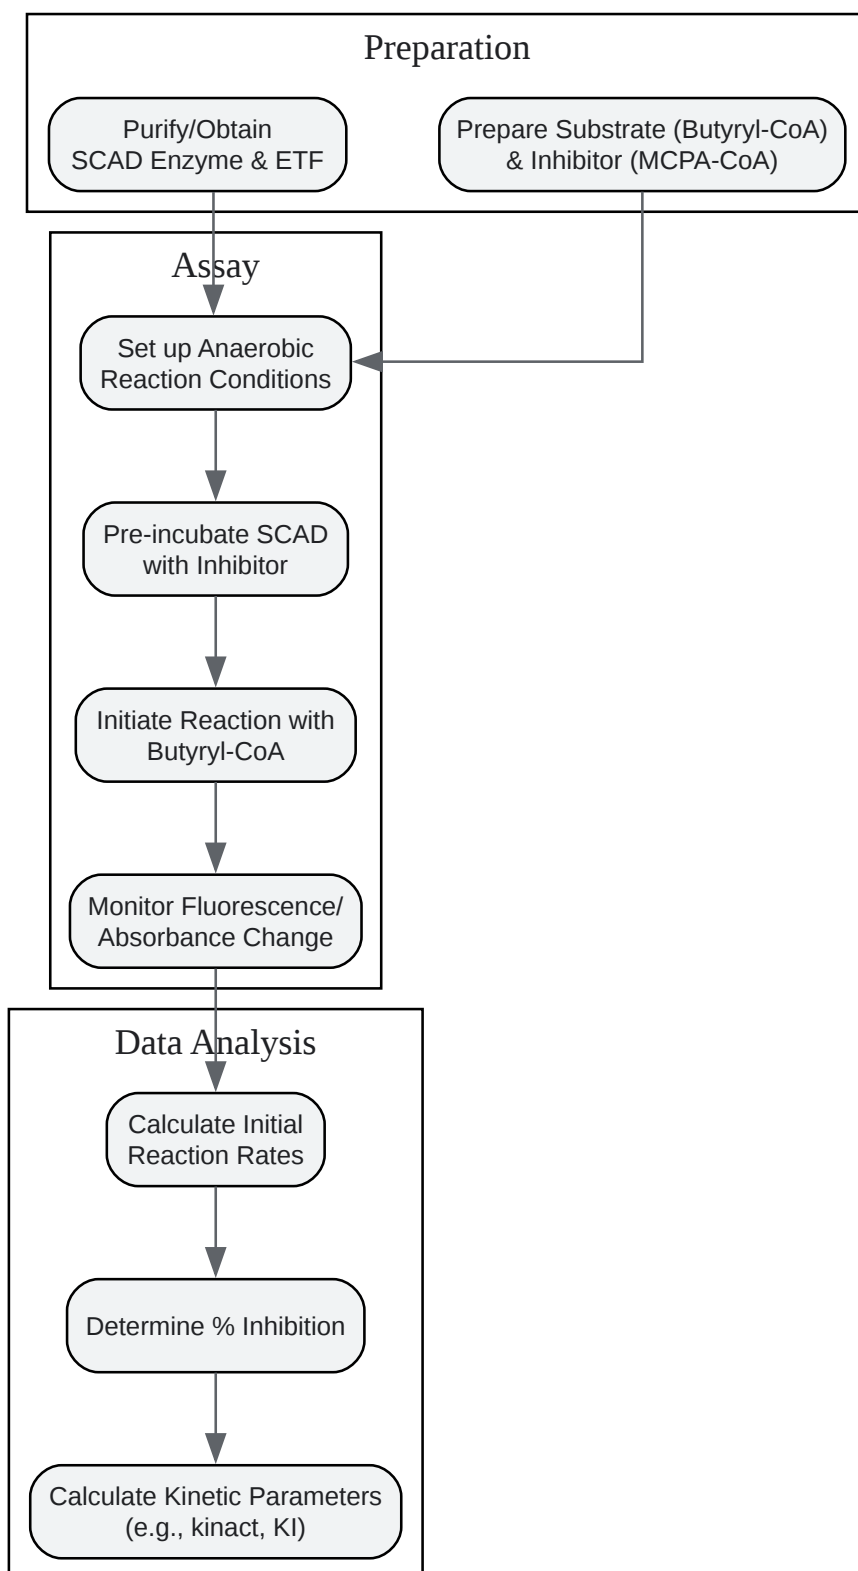 Preparation
Purify/Obtain
SCAD Enzyme & ETF
Prepare Substrate (Butyryl-CoA)
& Inhibitor (MCPA-CoA)
Assay
Set up Anaerobic
Reaction Conditions
Pre-incubate SCAD
with Inhibitor
Initiate Reaction with
Butyryl-CoA
Monitor Fluorescence/
Absorbance Change
Data Analysis
Calculate Initial
Reaction Rates
Determine % Inhibition
Calculate Kinetic Parameters
(e.g., kinact, KI)